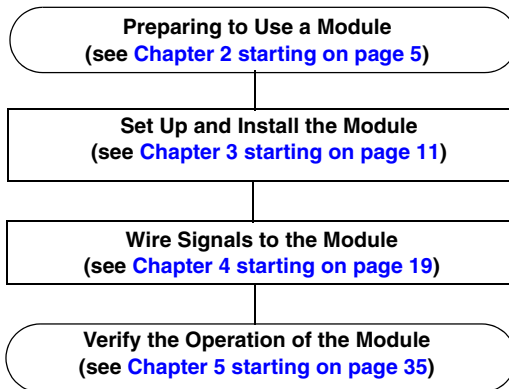 Preparing to Use a Module
(see Chapter 2 starting on page 5)
Set Up and Install the Module
(see Chapter 3 starting on page 11)
Wire Signals to the Module
(see Chapter 4 starting on page 19)
Verify the Operation of the Module
(see Chapter 5 starting on page 35)